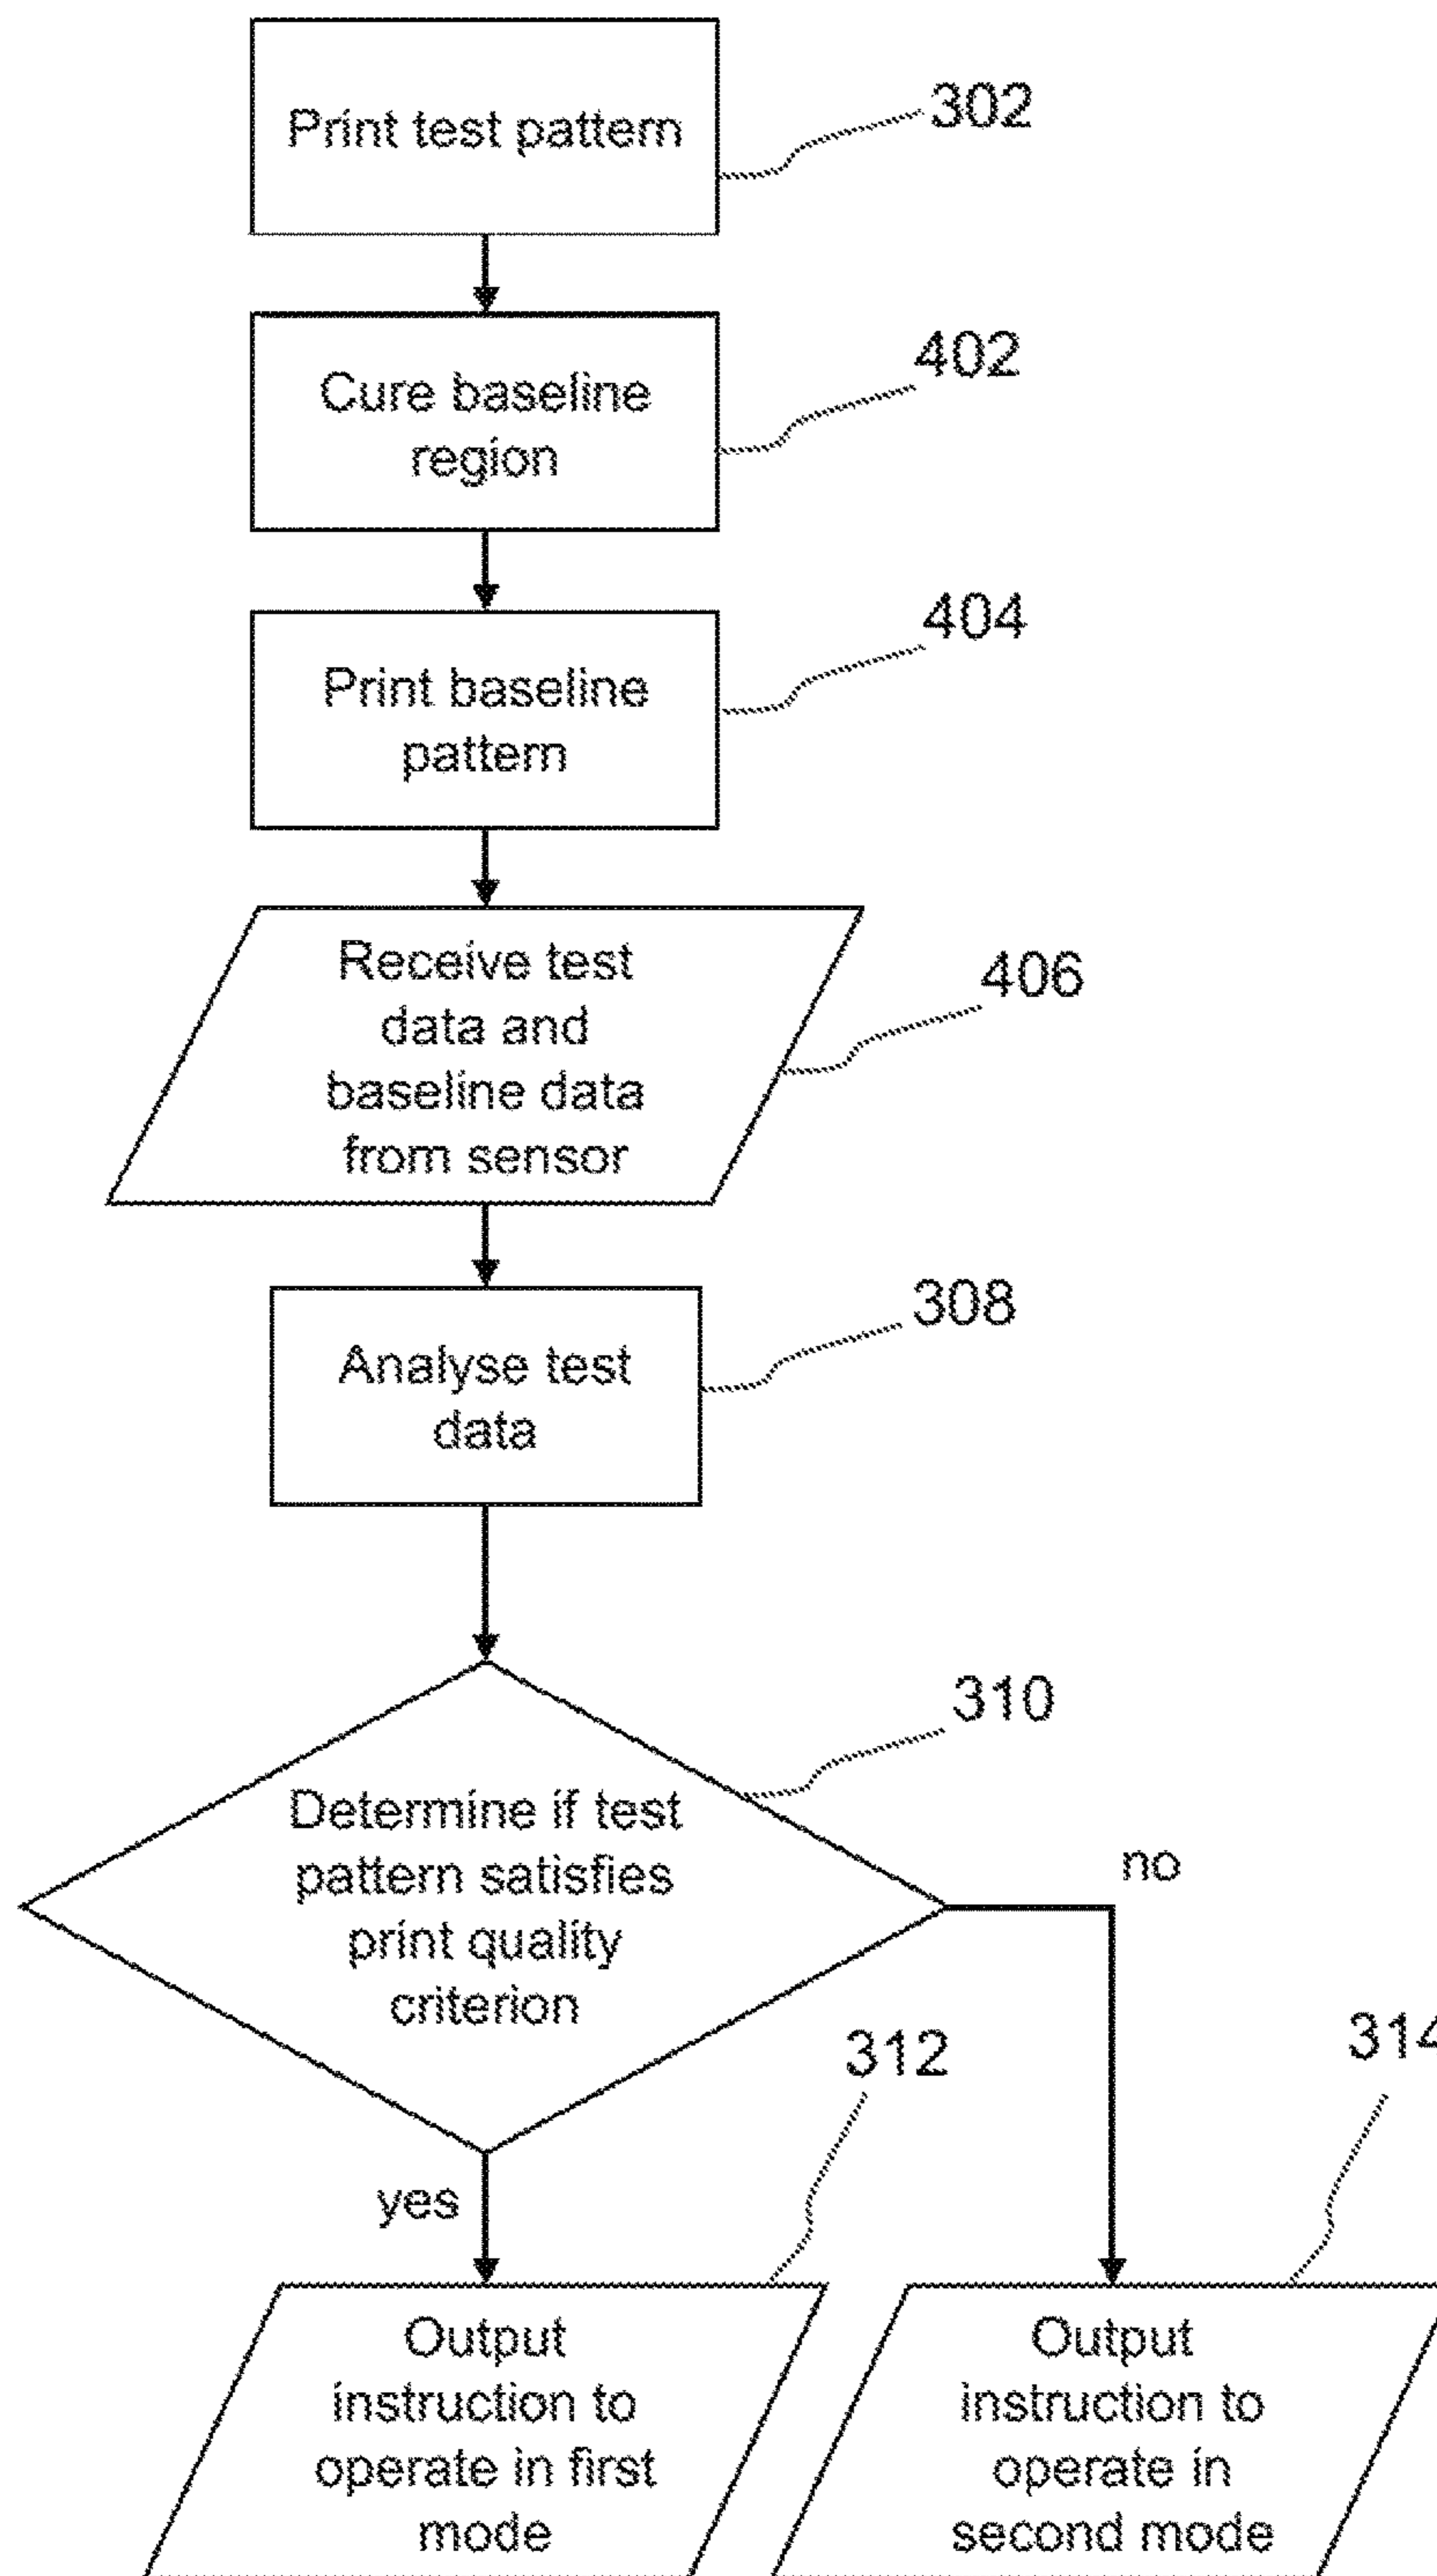 Print test pattern
302
Cure baseline
region
402
Print baseline
pattern
404
Receive test
data and
baseline data
from sensor
406
Analyse test
data
308
Determine if test
pattern satisfies
print quality
criterion
310
no
yes
312
314
Output
instruction to
operate in first
mode
Output
instruction to
operate in
second mode